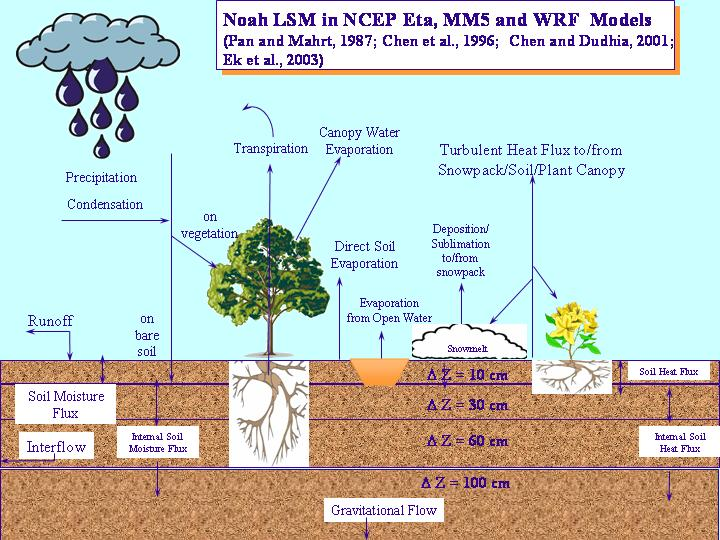 Noah LSM in NCEP Eta, MM5 and WRF Models
(Pan and Mahrt, 1987; Chen et al., 1996; Chen and Dudhia, 2001;
Ek et al., 2003)
Transpiration
Canopy Water
Evaporation
Turbulent Heat Flux to/from
Snowpack/Soil/Plant Canopy
Precipitation
Condensation
on
vegetation
Direct Soil
Evaporation
Deposition/
Sublimation
to/from
snowpack
Evaporation
from Open Water
Runoff
on
bare
soil
Snowmelt
Δ Z = 10 cm
Soil Heat Flux
Soil Moisture
Flux
Δ Z = 30 cm
Interflow
Internal Soil
Moisture Flux
Δ Z = 60 cm
Internal Soil
Heat Flux
Δ Z = 100 cm
Gravitational Flow